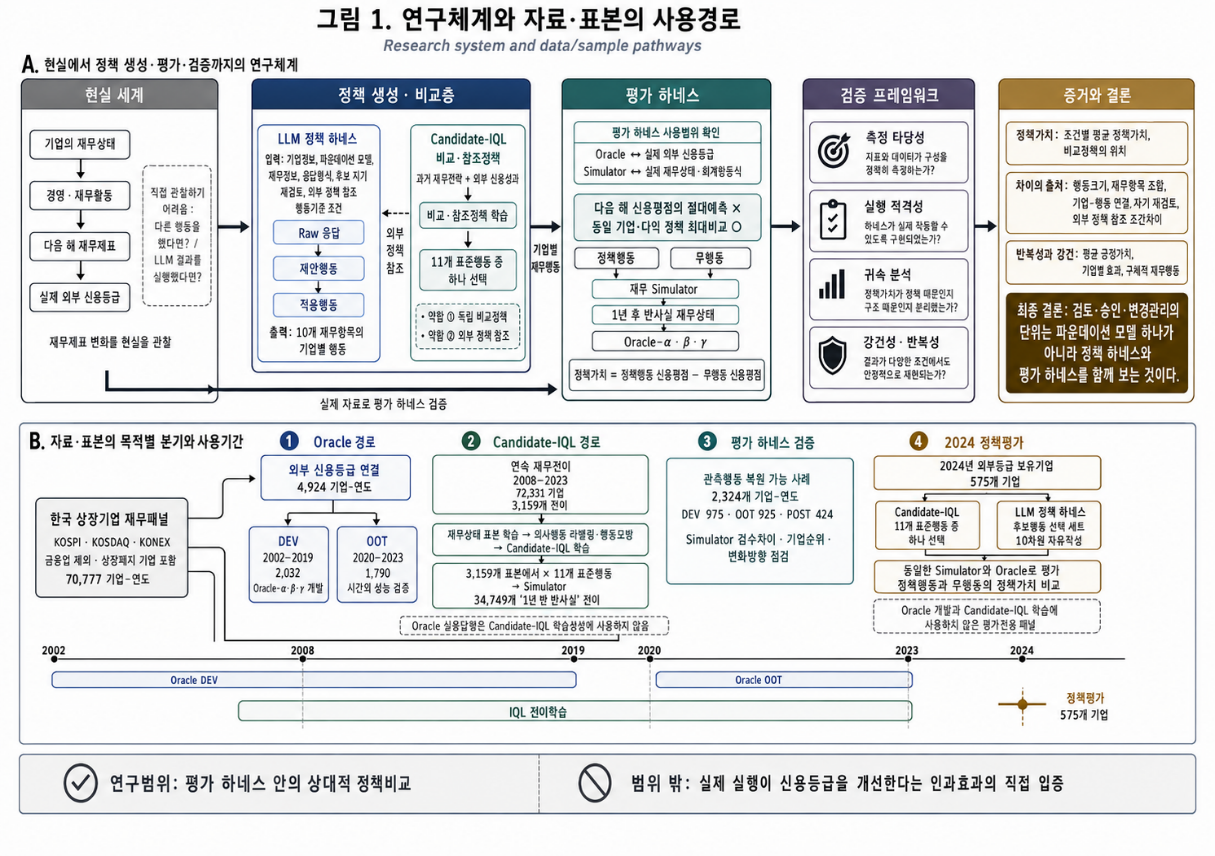 그림 1. 연구체계와 자료·표본의 사용경로
Research system and data/sample pathways
A. 현실에서 정책 생성·평가·검증까지의 연구체계
현실 세계
기업의 재무상태
경영·재무활동
다음 해 재무제표
실제 외부 신용등급
직접 관찰하기
어려움 :
다른 행동을
했다면? /
LLM 결과를
실행했다면?
재무제표 변화를 현실을 관찰
정책 생성 · 비교층
LLM 정책 하네스
입력: 기업정보, 파운데이션 모델,
재무정보, 응답형식, 후보 지기
재검토, 외부 정책 참조
행동기준 조건
Raw 응답
제안행동
적용행동
출력: 10개 재무항목의
기업별 행동
외부
정책
참조
Candidate-IQL
비교·참조정책
과거 재무전략 + 외부 신용성과
비교·참조정책 학습
11개 표준행동 중
하나 선택
• 역할 ① 독립 비교정책
• 역할 ② 외부 정책 참조
기업별
재무행동
평가 하네스
평가 하네스 사용범위 확인
Oracle ↔ 실제 외부 신용등급
Simulator ↔ 실제 재무상태·회계항등식
다음 해 신용평점의 절대예측 ×
동일 기업·다익 정책 최대비교 ○
정책행동
무행동
재무 Simulator
1년 후 반사실 재무상태
Oracle-α · β · γ
정책가치 = 정책행동 신용평점 − 무행동 신용평점
실제 자료로 평가 하네스 검증
검증 프레임워크
측정 타당성
지표와 데이터가 구성을
정확히 측정하는가?
실행 적격성
하네스가 실제 작동할 수
있도록 구현되었는가?
귀속 분석
정책가치가 정책 때문인지
구조 때문인지 분리했는가?
강건성 · 반복성
결과가 다양한 조건에서도
안정적으로 재현되는가?
증거와 결론
정책가치: 조건별 평균 정책가치,
비교정책의 위치
차이의 출처: 행동크기, 재무항목 조합,
기업-행동 연결, 자기 재검토,
외부 정책 참조 조건차이
반복성과 강건: 평균 긍정가치,
기업별 효과, 구체적 재무행동
최종 결론: 검토·승인·변경관리의
단위는 파운데이션 모델 하나가
아니라 정책 하네스와
평가 하네스를 함께 보는 것이다.
B. 자료·표본의 목적별 분기와 사용기간
한국 상장기업 재무패널
KOSPI · KOSDAQ · KONEX
금융업 제외 · 상장폐지 기업 포함
70,777 기업-연도
1 Oracle 경로
외부 신용등급 연결
4,924 기업-연도
DEV
2002–2019
2,032
Oracle-α·β·γ 개발
OOT
2020–2023
1,790
시간외 성능 검증
2 Candidate-IQL 경로
연속 재무전이
2008–2023
72,331 기업
3,159개 전이
재무상태 표본 학습 → 의사행동 라벨링·행동모방
→ Candidate-IQL 학습
3,159개 표본에서 × 11개 표준행동
→ Simulator
34,749개 '1년 반 반사실' 전이
Oracle 실용답행은 Candidate-IQL 학습생성에 사용하지 않음
3 평가 하네스 검증
관측행동 복원 가능 사례
2,324개 기업-연도
DEV 975 · OOT 925 · POST 424
Simulator 검수차이 · 기업순위 ·
변화방향 점검
4 2024 정책평가
2024년 외부등급 보유기업
575개 기업
Candidate-IQL
11개 표준행동 중
하나 선택
LLM 정책 하네스
후보행동 선택 세트
10차원 자유작성
동일한 Simulator와 Oracle로 평가
정책행동과 무행동의 정책가치 비교
Oracle 개발과 Candidate-IQL 학습에
사용하지 않은 평가전용 패널
2002
2008
2019
2020
2023
2024
Oracle DEV
Oracle OOT
IQL 전이학습
정책평가
575개 기업
연구범위: 평가 하네스 안의 상대적 정책비교
범위 밖: 실제 실행이 신용등급을 개선한다는 인과효과의 직접 입증